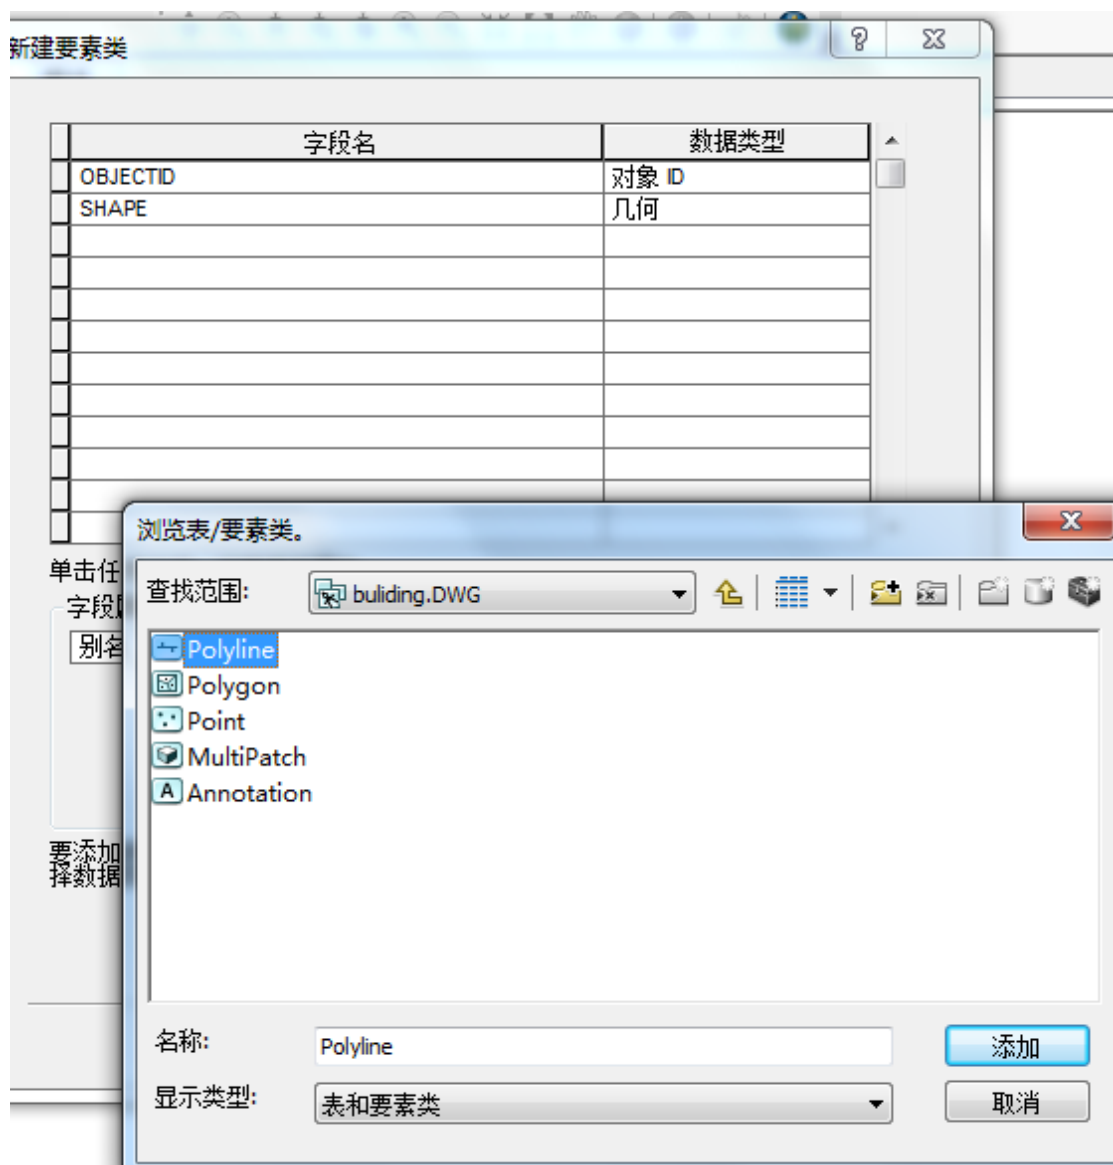 新建要素类
字段名 数据类型
OBJECTID 对象 ID
SHAPE 几何
单击任
字段
别名
要添加
择数据
浏览表/要素类。
查找范围: buliding.DWG
Polyline
Polygon
Point
MultiPatch
A Annotation
名称: Polyline 添加
显示类型: 表和要素类 取消